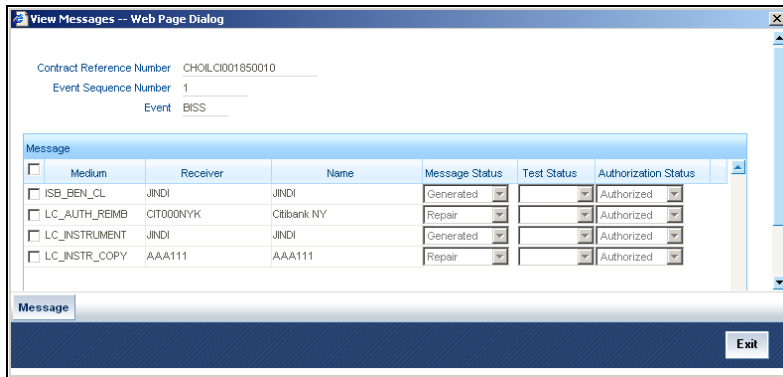 View Messages -- Web Page Dialog
Contract Reference Number CHOILCI001850010
Event Sequence Number 1
Event BISS
Message
Medium Receiver Name Message Status Test Status Authorization Status
ISB_BEN_CL JINDI JINDI Generated Authorized
LC_AUTH_REIMB CIT000NYK Citibank NY Repair Authorized
LC_INSTRUMENT JINDI JINDI Generated Authorized
LC_INSTR_COPY AAA111 AAA111 Repair Authorized
Message
Exit